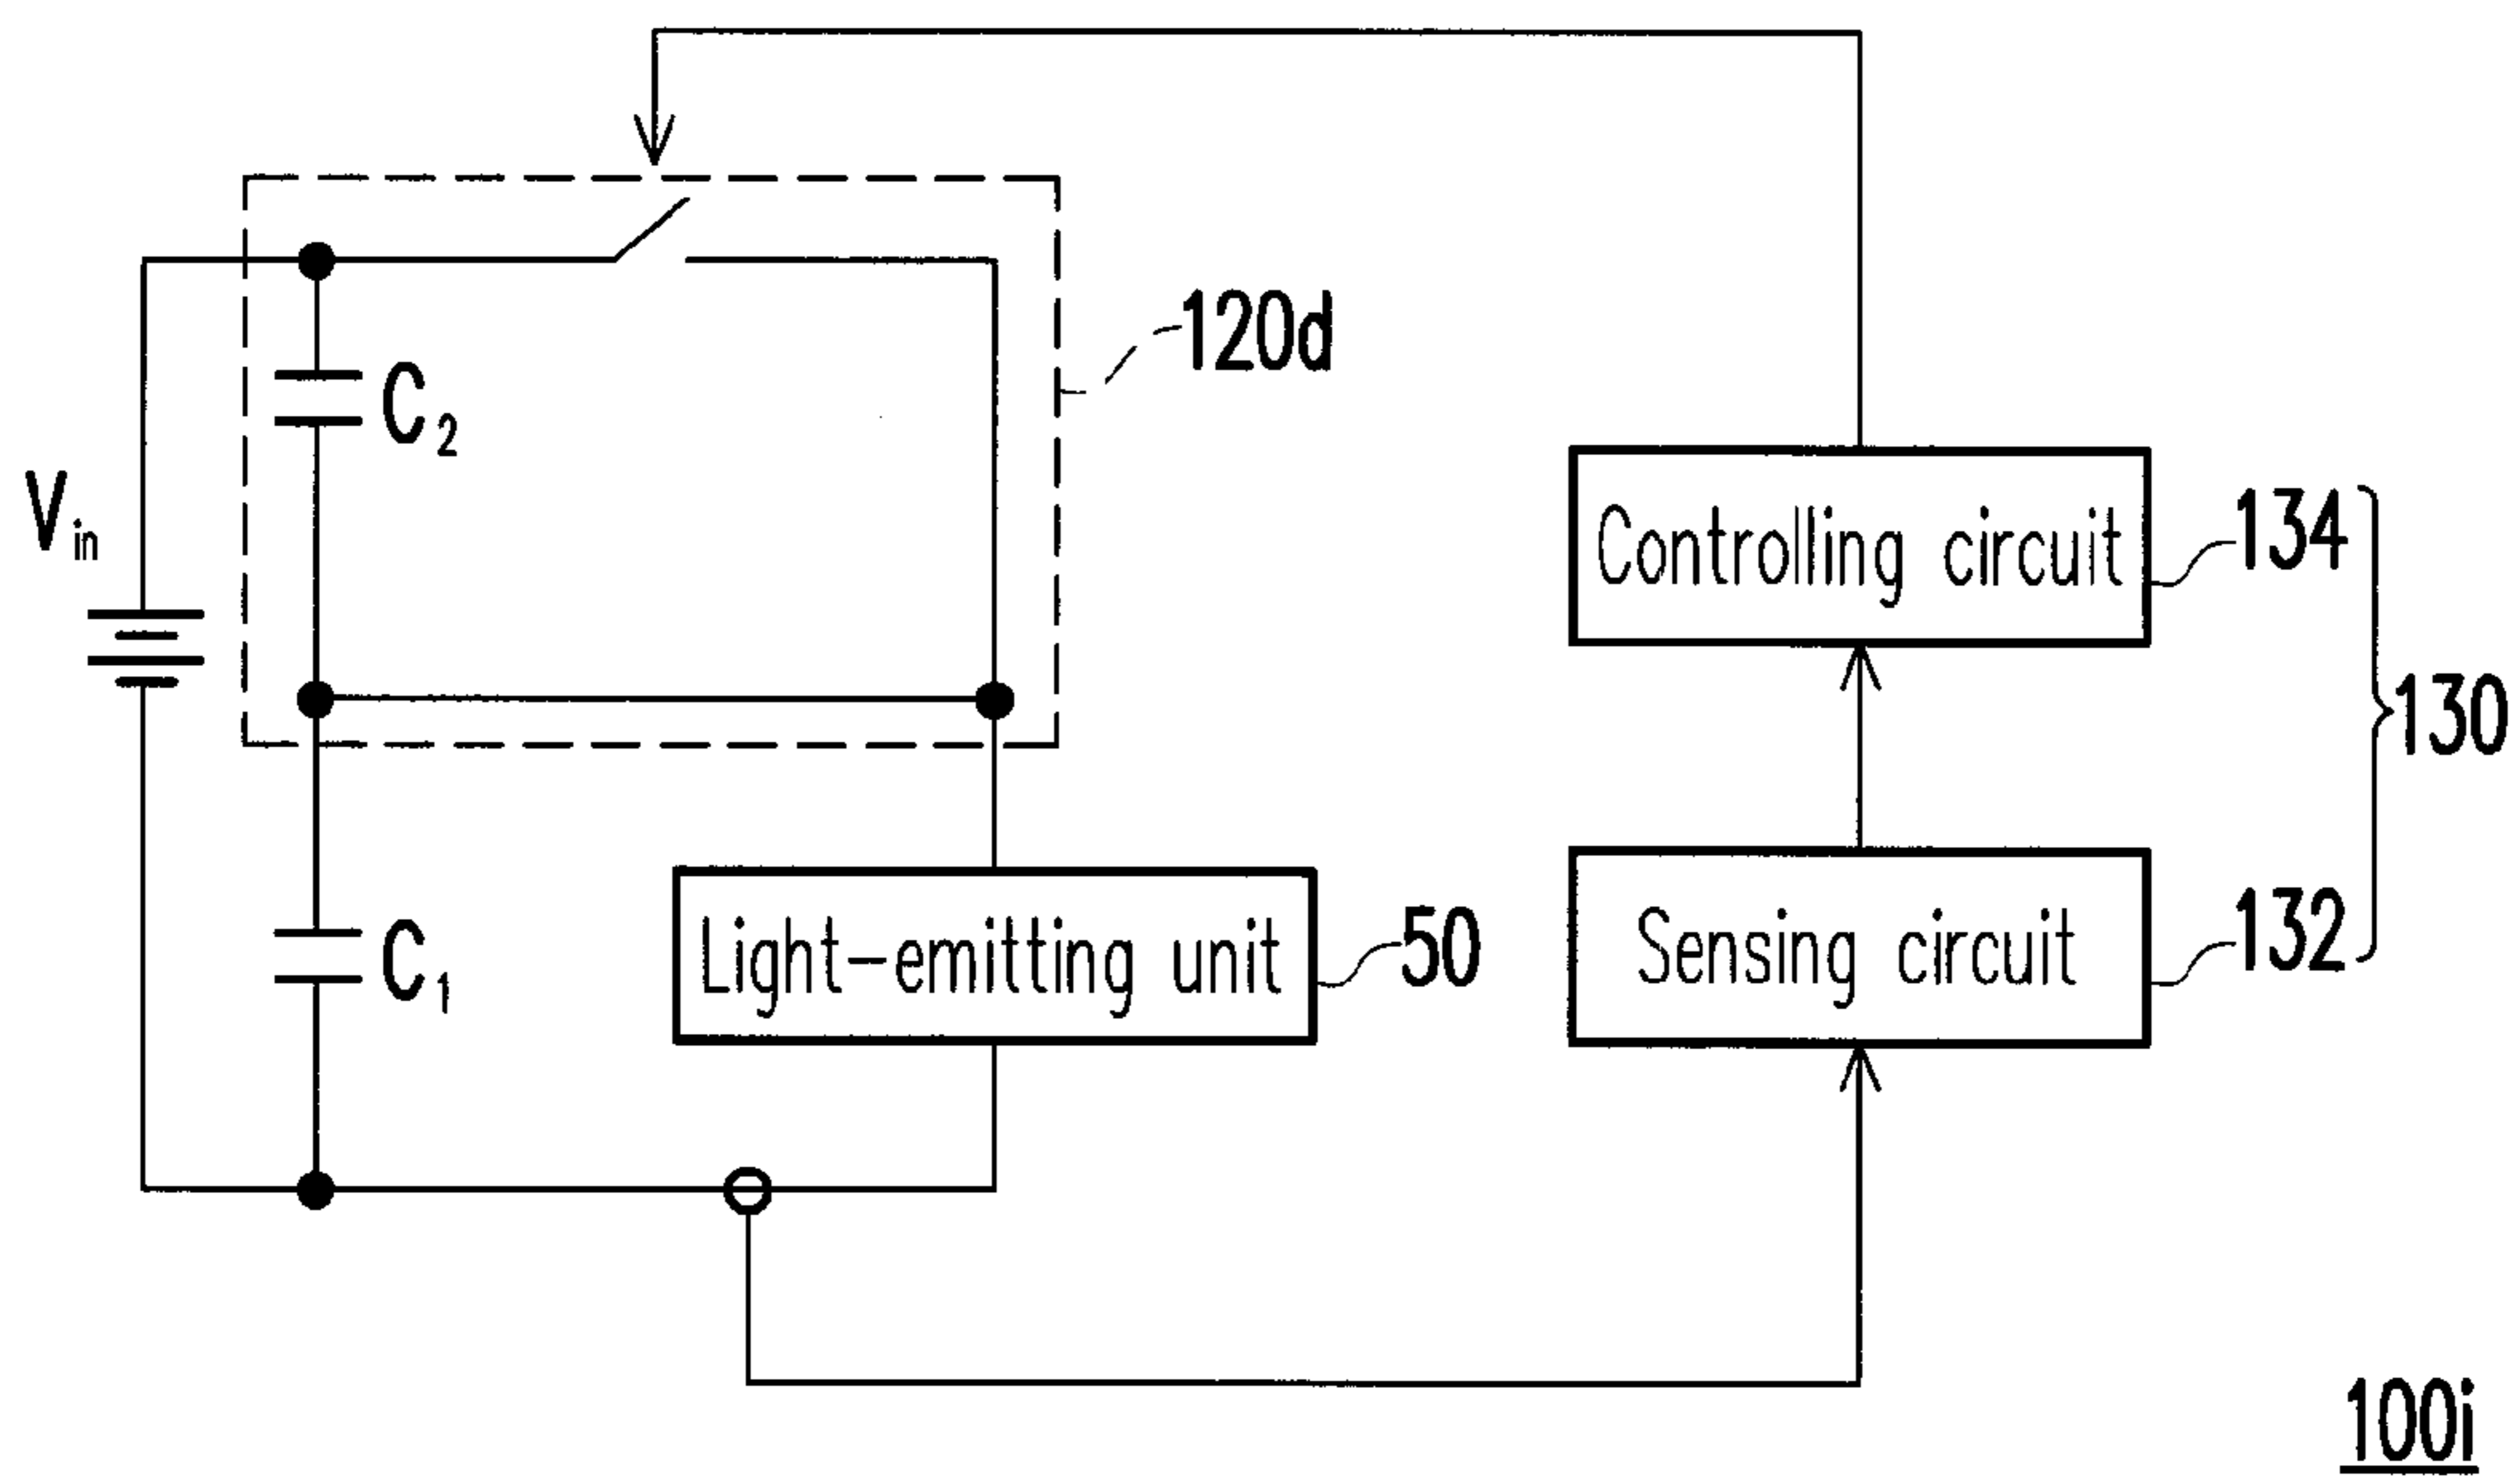 120d
C2
Vin
Controlling circuit
134
130
C1
Light-emitting unit
50
Sensing circuit
132
100i